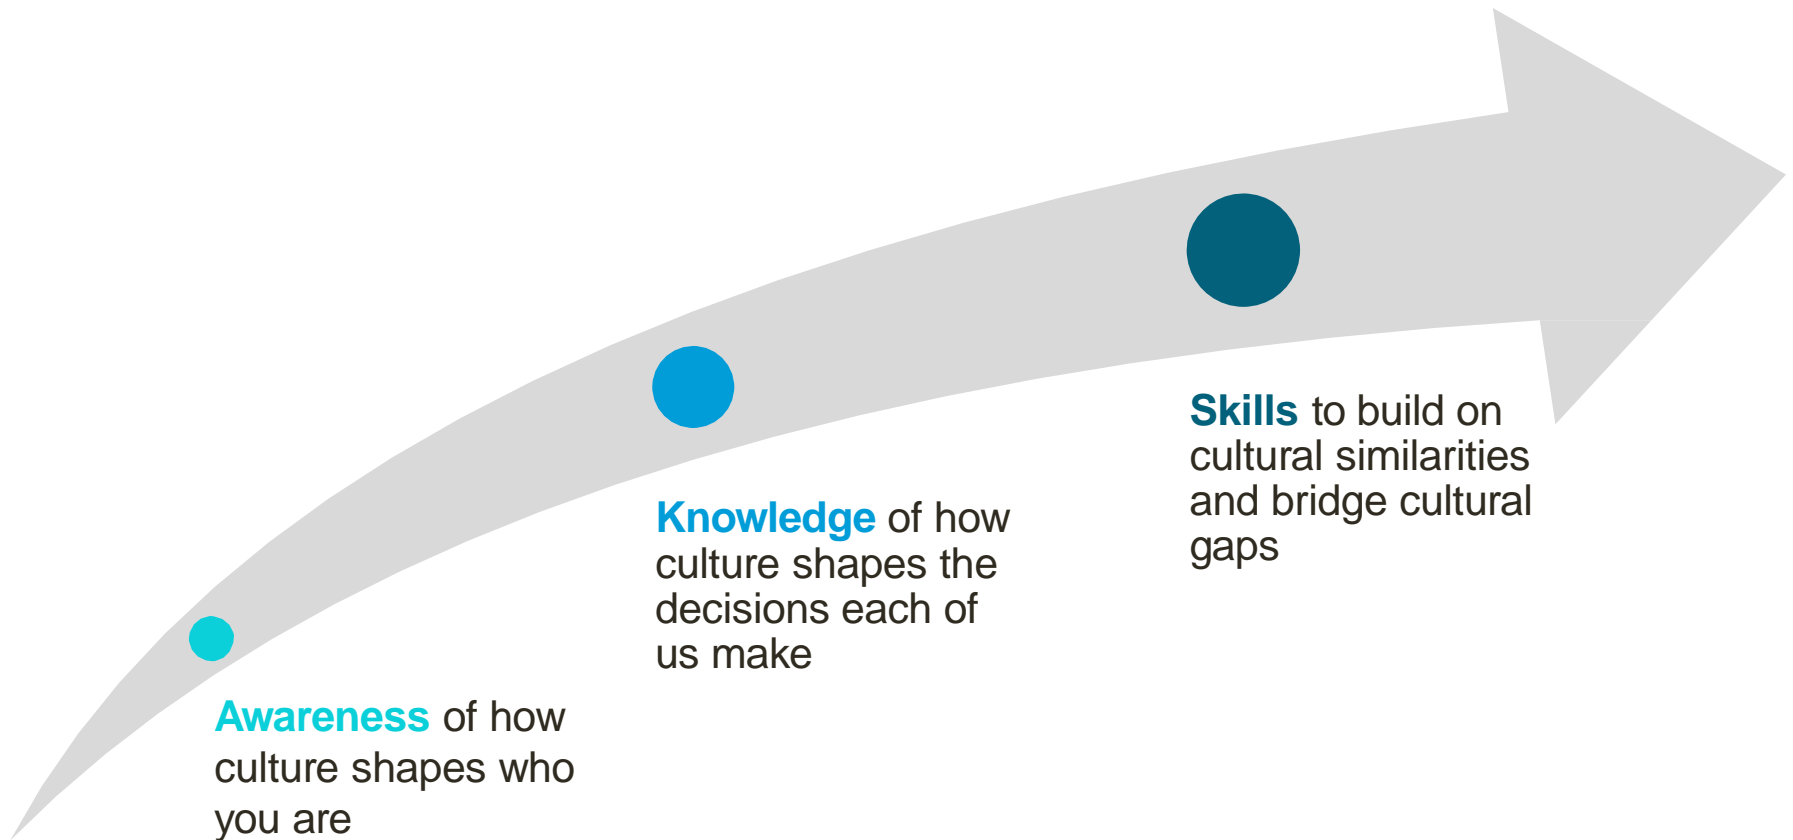 Awareness of how
culture shapes who
you are
Knowledge of how
culture shapes the
decisions each of
us make
Skills to build on
cultural similarities
and bridge cultural
gaps